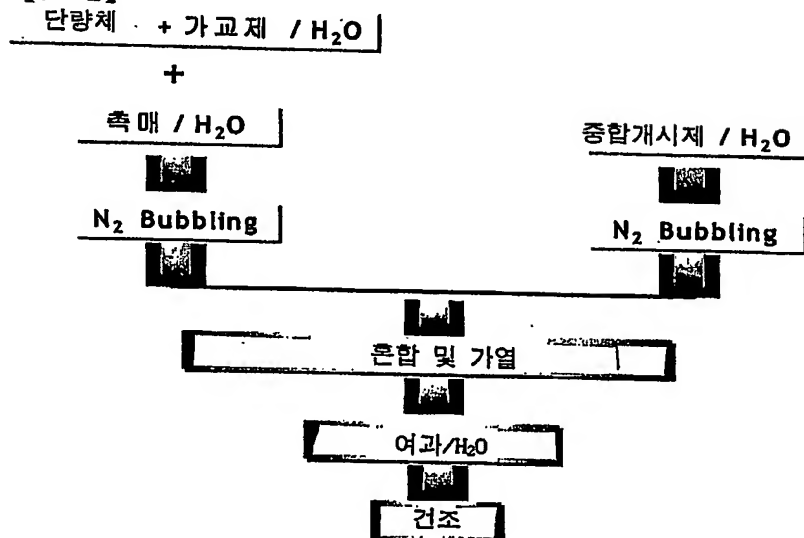 단량체 + 가교제 / H₂O
+
촉매 / H₂O
중합개시제 / H₂O
N₂ Bubbling
N₂ Bubbling
혼합 및 가열
여과/H₂O
건조